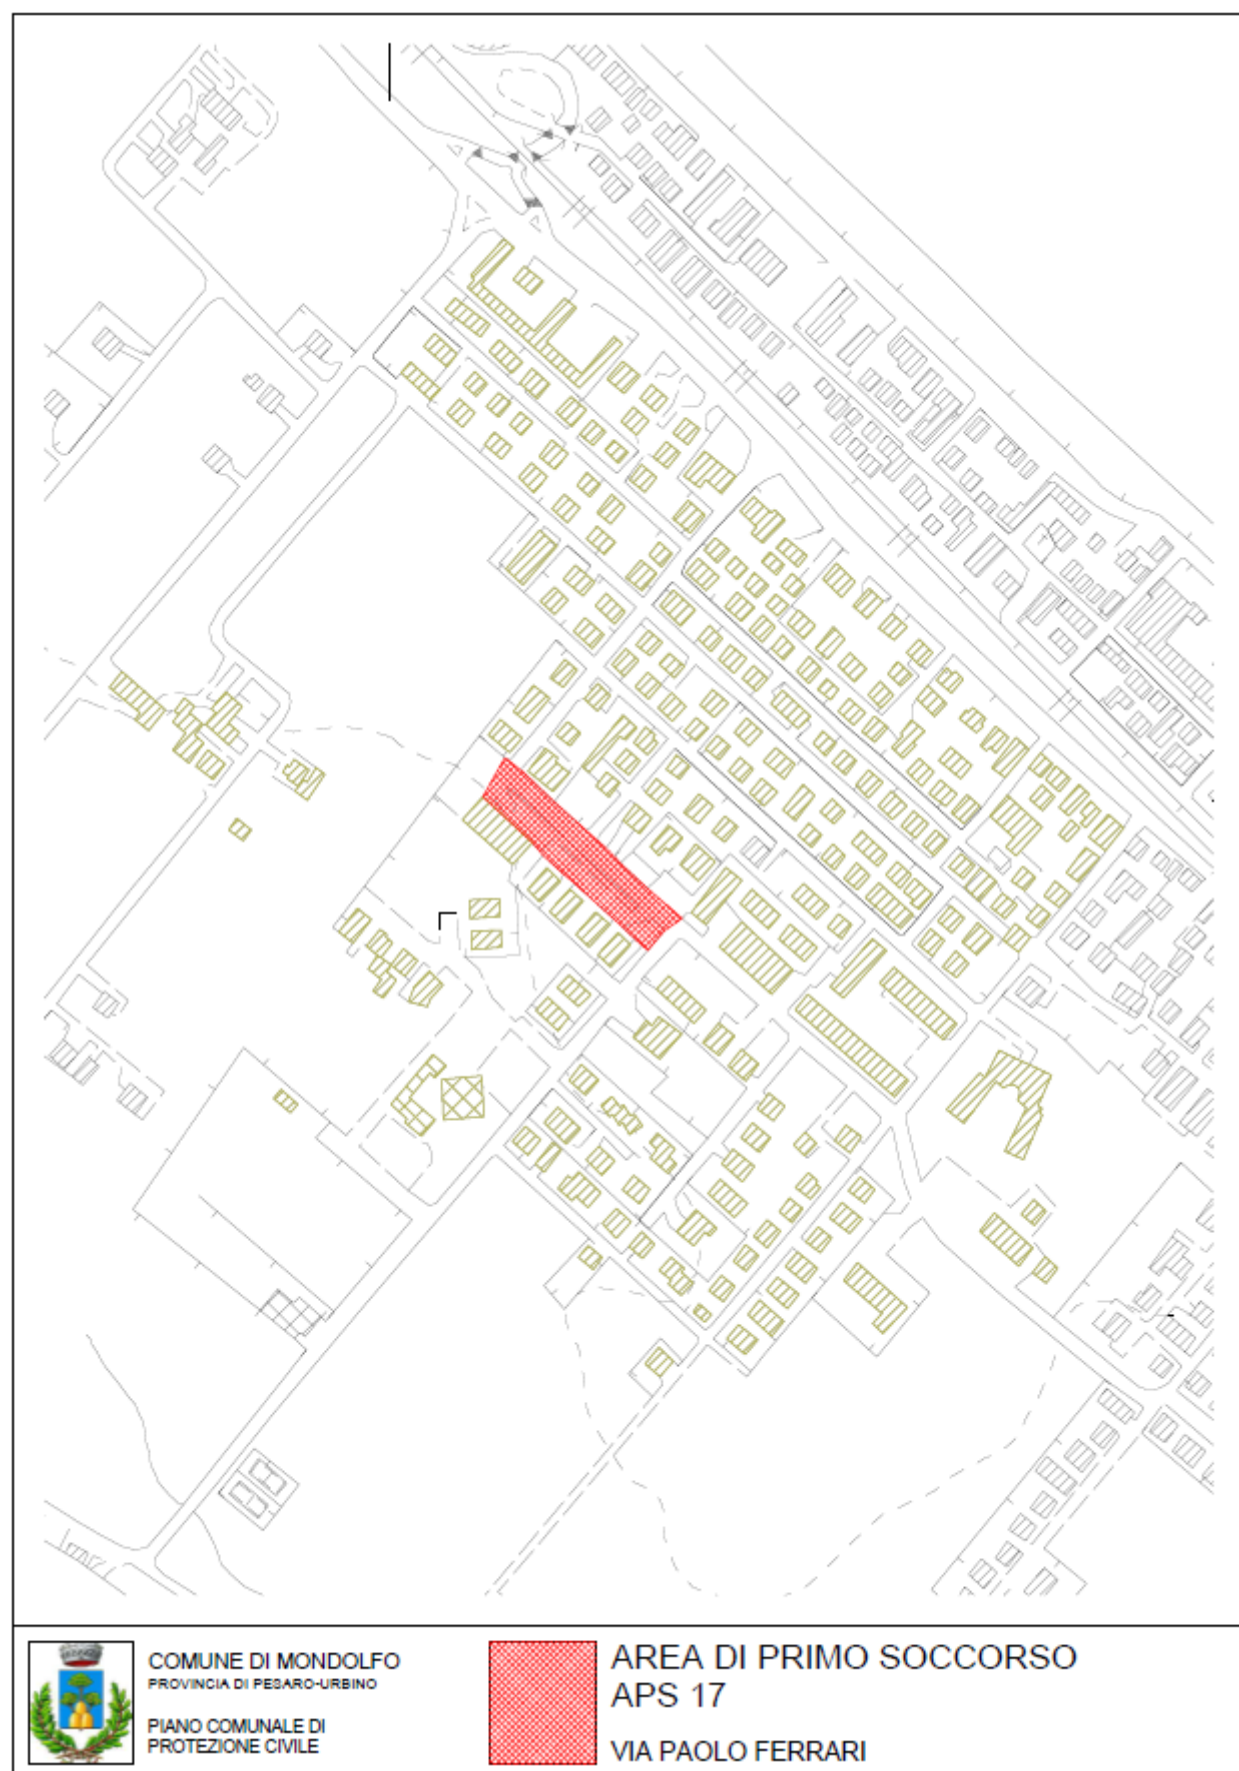 COMUNE DI MONDOLFO
PROVINCIA DI PESARO-URBINO
PIANO COMUNALE DI
PROTEZIONE CIVILE
AREA DI PRIMO SOCCORSO
APS 17
VIA PAOLO FERRARI